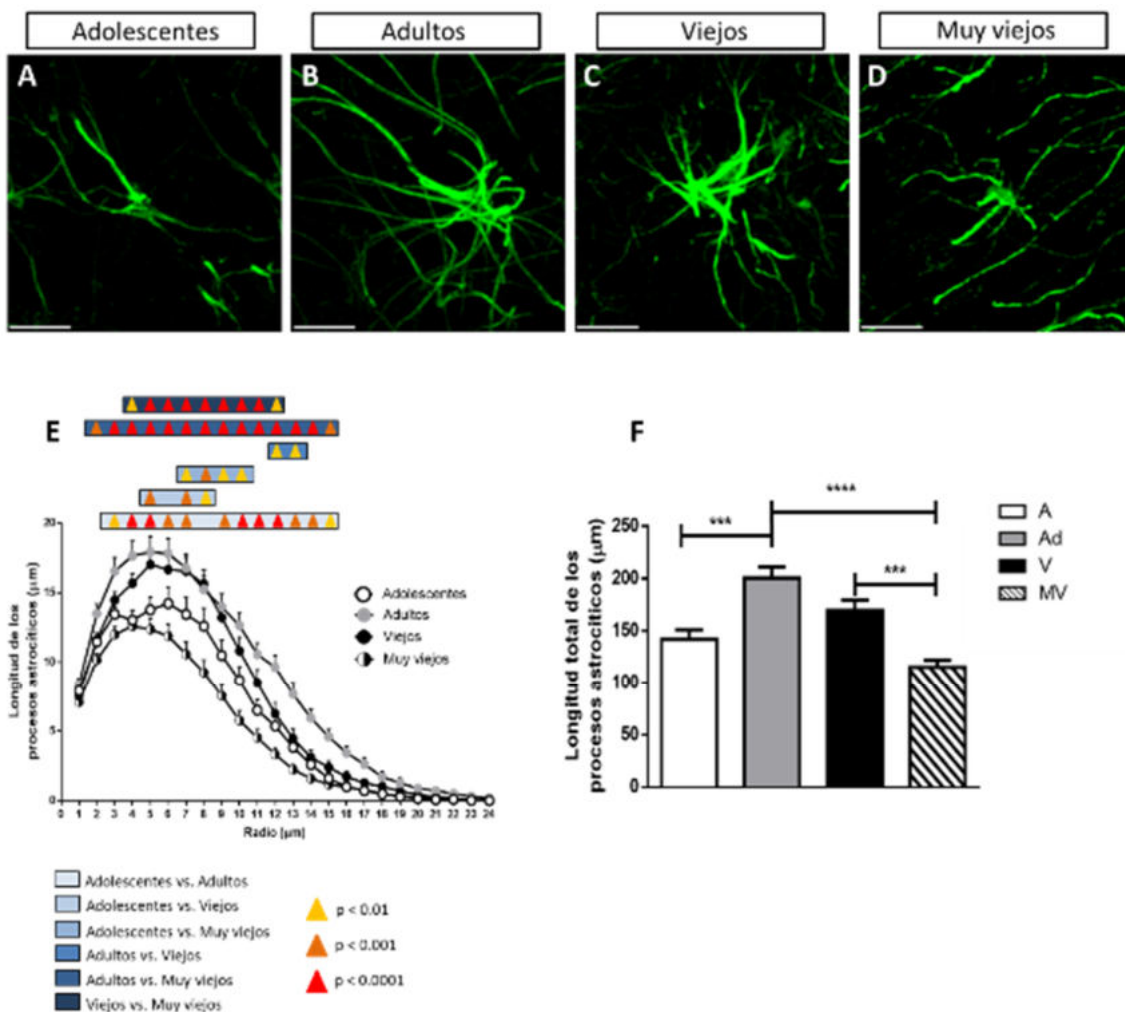 Adolescentes
Adultos
Viejos
Muy viejos
A
B
C
D
E
Longitud de los
procesos astrocíticos (µm)
20
15
10
5
0
0 1 2 3 4 5 6 7 8 9 10 11 12 13 14 15 16 17 18 19 20 21 22 23 24
Radio (µm)
Adolescentes
Adultos
Viejos
Muy viejos
Adolescentes vs. Adultos
Adolescentes vs. Viejos
Adolescentes vs. Muy viejos
Adultos vs. Viejos
Adultos vs. Muy viejos
Viejos vs. Muy viejos
p < 0.01
p < 0.001
p < 0.0001
F
Longitud total de los
procesos astrocíticos (µm)
250
200
150
100
50
0
***
****
***
A
Ad
V
MV